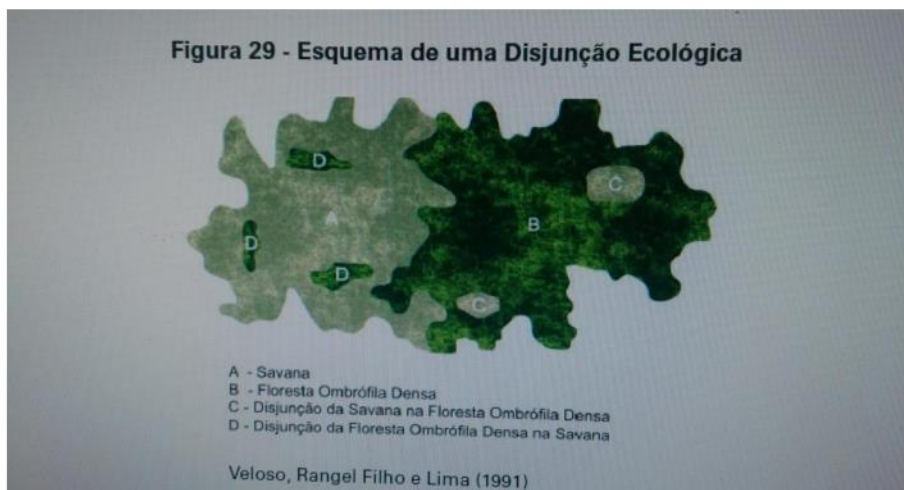 Figura 29 - Esquema de uma Disjunção Ecológica
D
C
A
B
D
D
C
A - Savana
B - Floresta Ombrófila Densa
C - Disjunção da Savana na Floresta Ombrófila Densa
D - Disjunção da Floresta Ombrófila Densa na Savana
Veloso, Rangel Filho e Lima (1991)